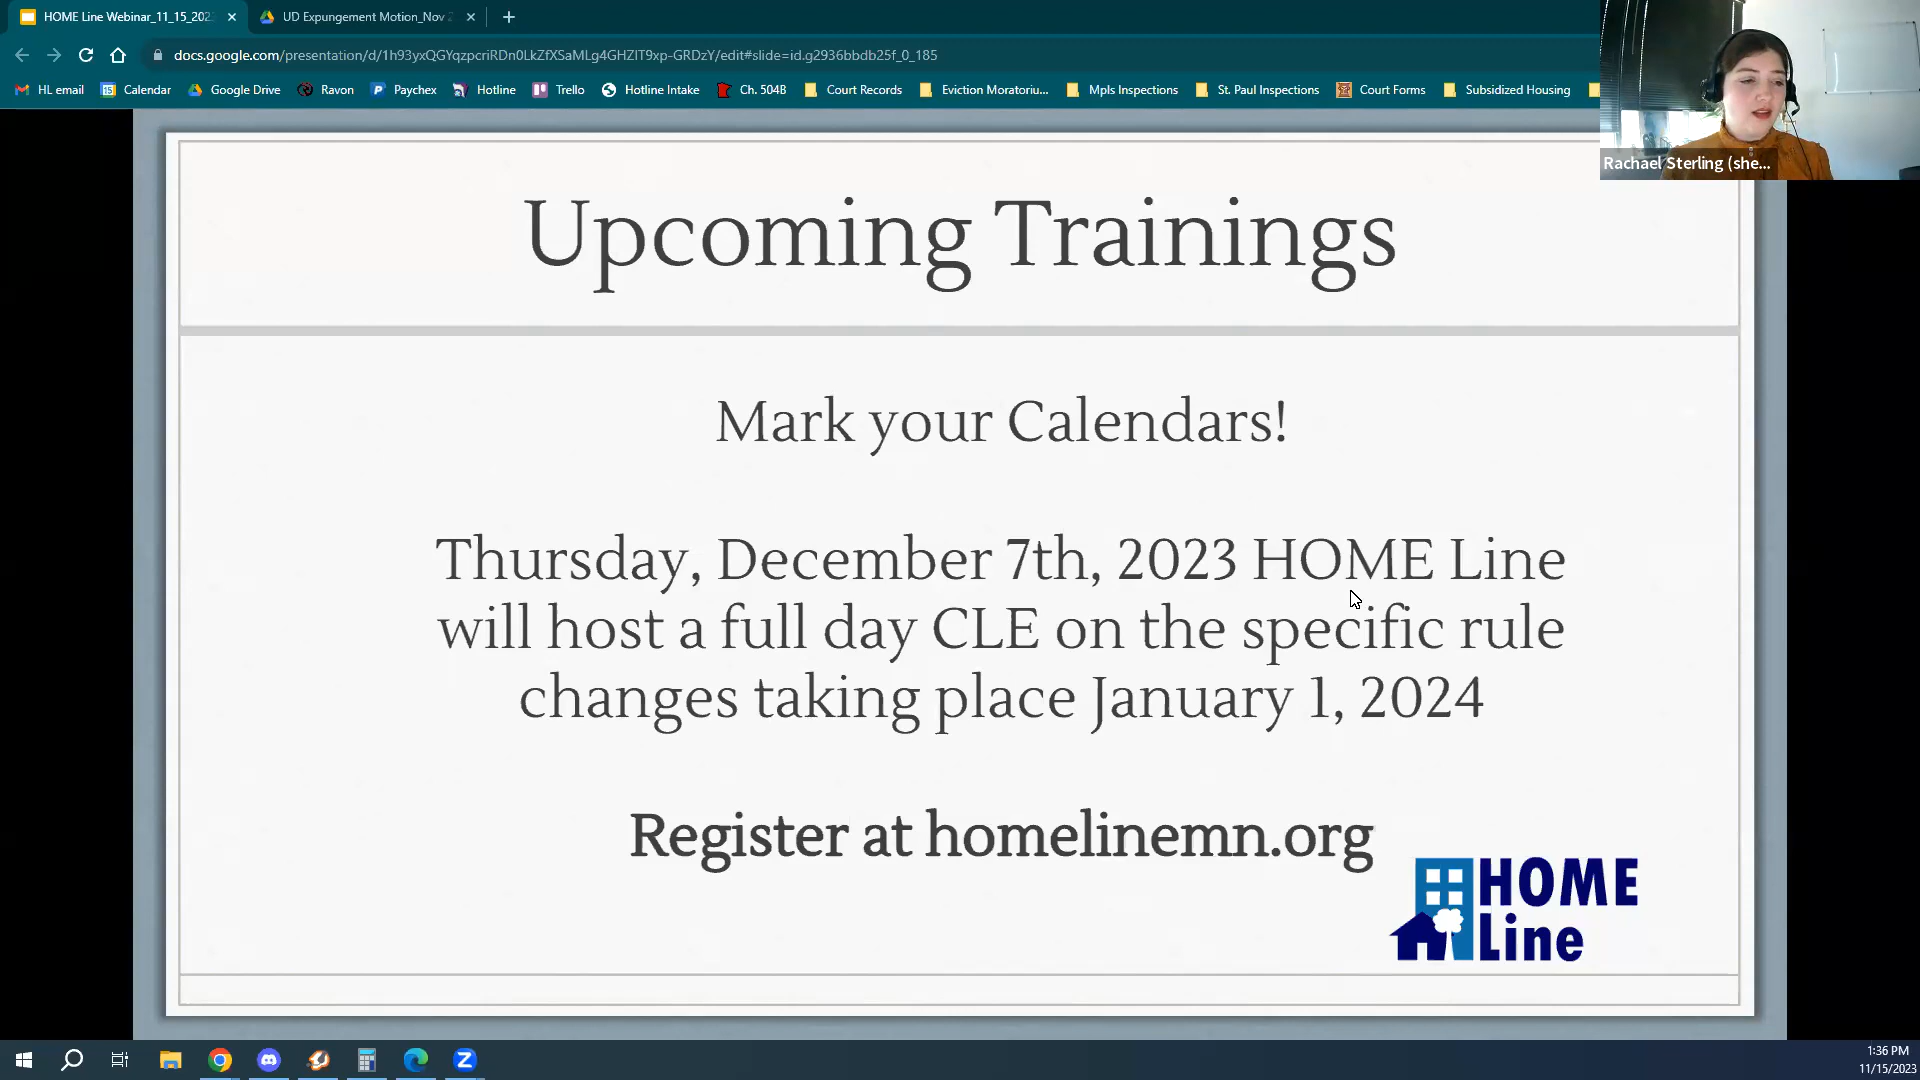 HOME Line Webinar_11_15_202
UD Expungement Motion_Nov 2
docs.google.com/presentation/d/1h93yxQGYqzpcriRDn0LkZfXSaMLg4GHZIT9xp-GRDzY/edit#slide=id.g2936bbdb25f_0_185
HL email
Calendar
Google Drive
Ravon
Paychex
Hotline
Trello
Hotline Intake
Ch. 504B
Court Records
Eviction Moratoriu...
Mpls Inspections
St. Paul Inspections
Court Forms
Subsidized Housing
Rachael Sterling (she...
Upcoming Trainings
Mark your Calendars!
Thursday, December 7th, 2023 HOME Line
will host a full day CLE on the specific rule
changes taking place January 1, 2024
Register at homelinemn.org
HOME
Line
1:36 PM
11/15/2023